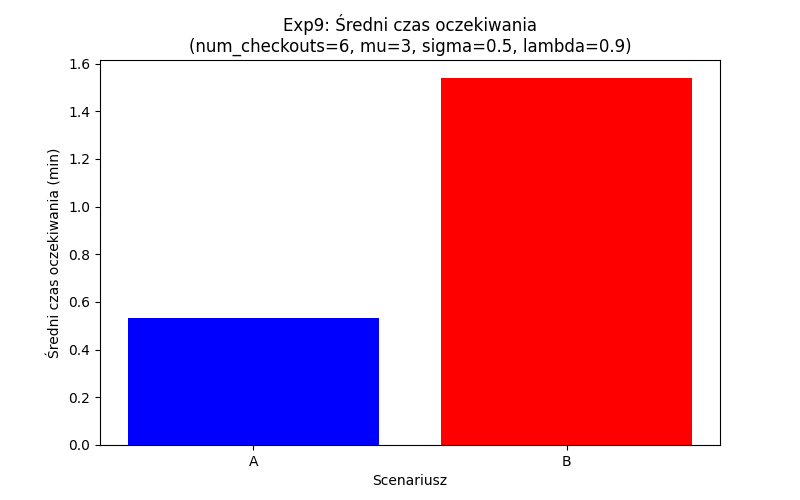 Exp9: Średni czas oczekiwania
(num_checkouts=6, mu=3, sigma=0.5, lambda=0.9)
Średni czas oczekiwania (min)
1.6
1.4
1.2
1.0
0.8
0.6
0.4
0.2
0.0
A
B
Scenariusz